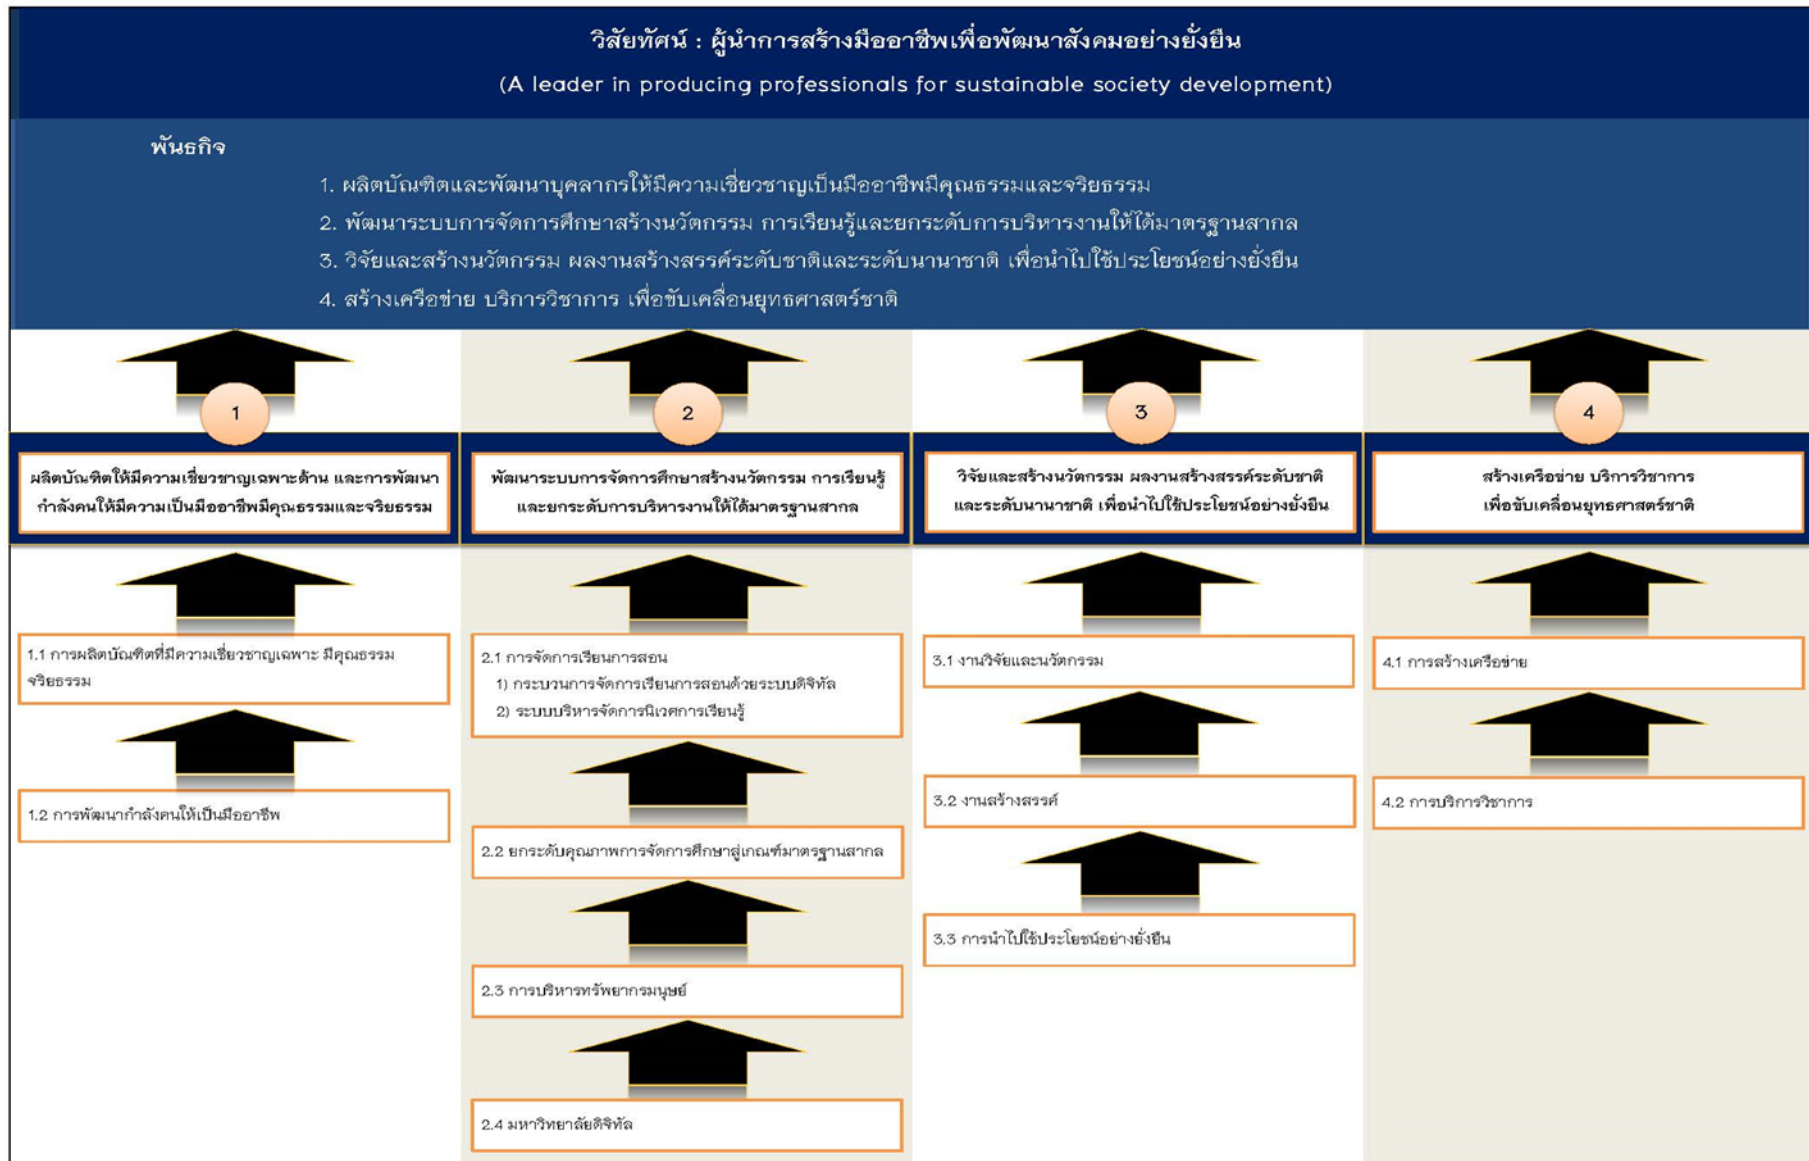 วิสัยทัศน์ : ผู้นำการสร้างมืออาชีพเพื่อพัฒนาสังคมอย่างยั่งยืน
(A leader in producing professionals for sustainable society development)
พันธกิจ
1. ผลิตบัณฑิตและพัฒนาบุคลากรให้มีความเชี่ยวชาญเป็นมืออาชีพมีคุณธรรมและจริยธรรม
2. พัฒนาระบบการจัดการศึกษาสร้างนวัตกรรม การเรียนรู้และยกระดับการบริหารงานให้ได้มาตรฐานสากล
3. วิจัยและสร้างนวัตกรรม ผลงานสร้างสรรค์ระดับชาติและระดับนานาชาติ เพื่อนำไปใช้ประโยชน์อย่างยั่งยืน
4. สร้างเครือข่าย บริการวิชาการ เพื่อขับเคลื่อนยุทธศาสตร์ชาติ
1
ผลิตบัณฑิตให้มีความเชี่ยวชาญเฉพาะด้าน และการพัฒนา
กำลังคนให้มีความเป็นมืออาชีพมีคุณธรรมและจริยธรรม
1.1 การผลิตบัณฑิตที่มีความเชี่ยวชาญเฉพาะ มีคุณธรรม
จริยธรรม
1.2 การพัฒนากำลังคนให้เป็นมืออาชีพ
2
พัฒนาระบบการจัดการศึกษาสร้างนวัตกรรม การเรียนรู้
และยกระดับการบริหารงานให้ได้มาตรฐานสากล
2.1 การจัดการเรียนการสอน
1) กระบวนการจัดการเรียนการสอนด้วยระบบดิจิทัล
2) ระบบบริหารจัดการนิเวศการเรียนรู้
2.2 ยกระดับคุณภาพการจัดการศึกษาสู่เกณฑ์มาตรฐานสากล
2.3 การบริหารทรัพยากรมนุษย์
2.4 มหาวิทยาลัยดิจิทัล
3
วิจัยและสร้างนวัตกรรม ผลงานสร้างสรรค์ระดับชาติ
และระดับนานาชาติ เพื่อนำไปใช้ประโยชน์อย่างยั่งยืน
3.1 งานวิจัยและนวัตกรรม
3.2 งานสร้างสรรค์
3.3 การนำไปใช้ประโยชน์อย่างยั่งยืน
4
สร้างเครือข่าย บริการวิชาการ
เพื่อขับเคลื่อนยุทธศาสตร์ชาติ
4.1 การสร้างเครือข่าย
4.2 การบริการวิชาการ